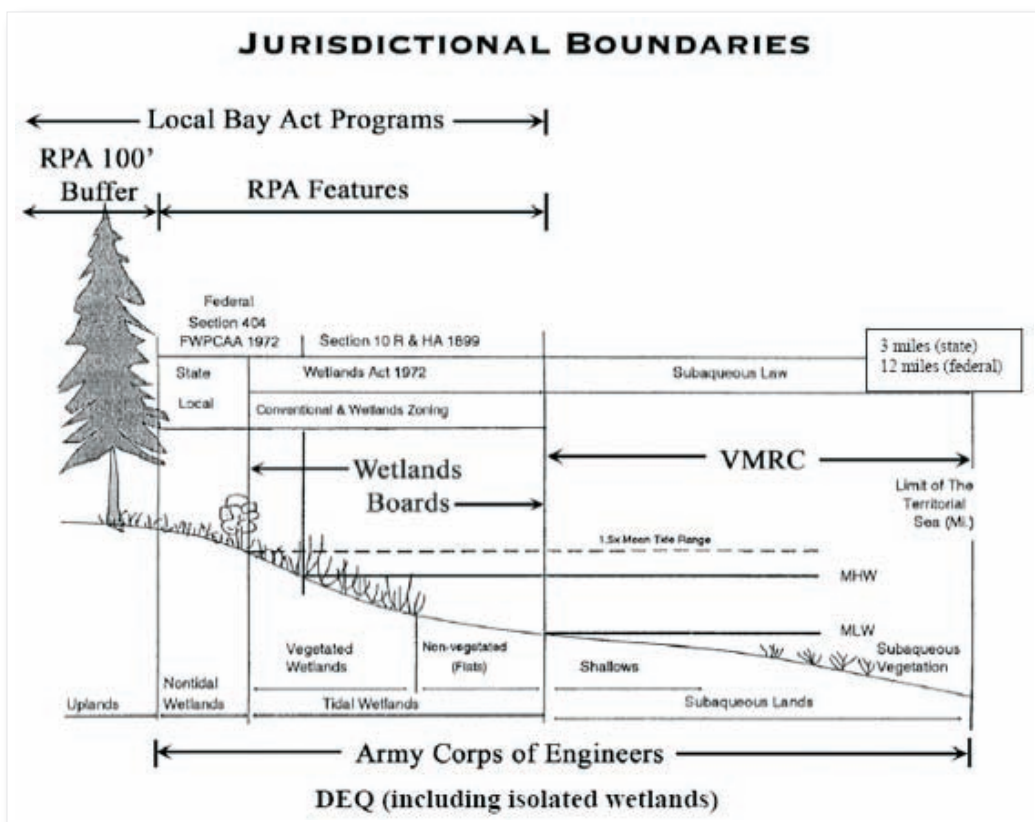 JURISDICTIONAL BOUNDARIES
Local Bay Act Programs
RPA 100'
Buffer
RPA Features
Federal
Section 404
FWPCAA 1972
Section 10 R & HA 1899
3 miles (state)
12 miles (federal)
State
Wetlands Act 1972
Subaqueous Law
Local
Conventional & Wetlands Zoning
Wetlands
Boards
VMRC
Limit of The
Territorial
Sea (Mi.)
1.5x Mean Tide Range
MHW
MLW
Vegetated
Wetlands
Non-vegetated
(Flats)
Shallows
Subaqueous
Vegetation
Uplands
Nontidal
Wetlands
Tidal Wetlands
Subaqueous Lands
Army Corps of Engineers
DEQ (including isolated wetlands)